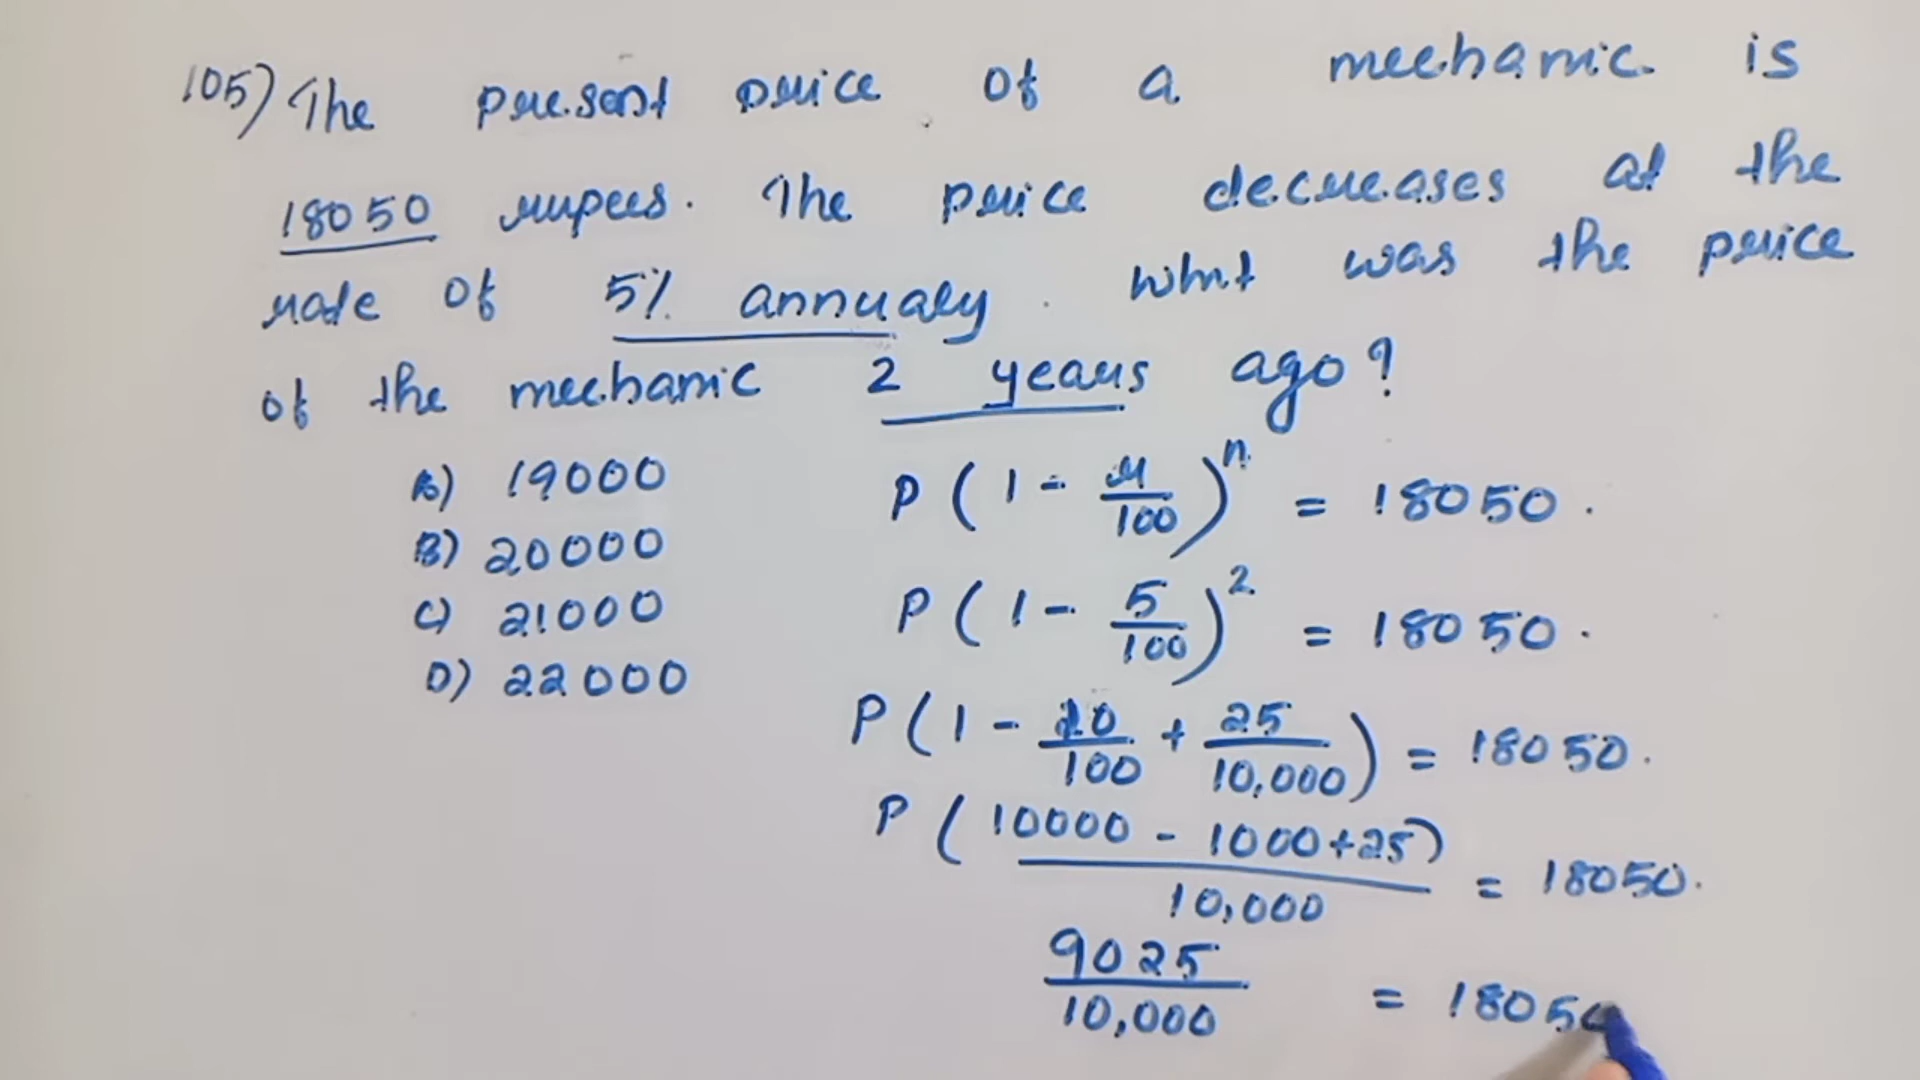 105) The present price of a mechanic is
18050 rupees. The price decreases at the
rate of 5% annualy. what was the price
of the mechanic 2 years ago?
A) 19000
B) 20000
C) 21000
D) 22000
P ( 1 - r/100 )^n = 18050.
P ( 1 - 5/100 )^2 = 18050.
P ( 1 - 10/100 + 25/10,000 ) = 18050.
P ( 10000 - 1000+25 ) / 10,000 = 18050.
9025/10,000 = 18050